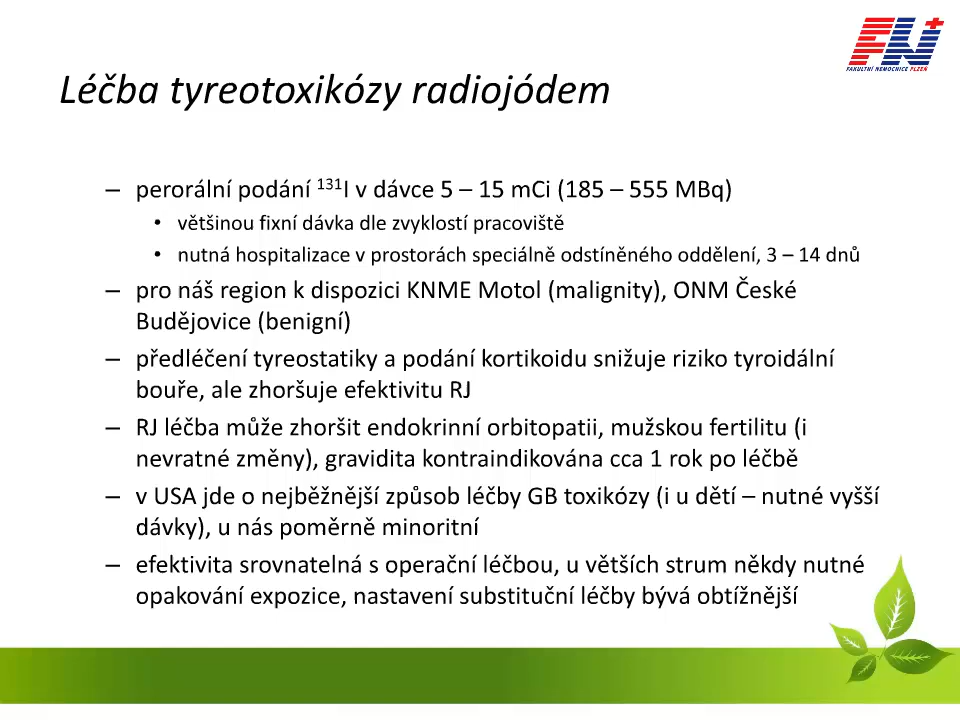 FN
FAKULTNÍ NEMOCNICE PLZEŇ
Léčba tyreotoxikózy radiojódem
– perorální podání ¹³¹I v dávce 5 – 15 mCi (185 – 555 MBq)
• většinou fixní dávka dle zvyklostí pracoviště
• nutná hospitalizace v prostorách speciálně odstíněného oddělení, 3 – 14 dnů
– pro náš region k dispozici KNME Motol (malignity), ONM České
Budějovice (benigní)
– předléčení tyreostatiky a podání kortikoidu snižuje riziko tyroidální
bouře, ale zhoršuje efektivitu RJ
– RJ léčba může zhoršit endokrinní orbitopatii, mužskou fertilitu (i
nevratné změny), gravidita kontraindikována cca 1 rok po léčbě
– v USA jde o nejběžnější způsob léčby GB toxikózy (i u dětí – nutné vyšší
dávky), u nás poměrně minoritní
– efektivita srovnatelná s operační léčbou, u větších strum někdy nutné
opakování expozice, nastavení substituční léčby bývá obtížnější